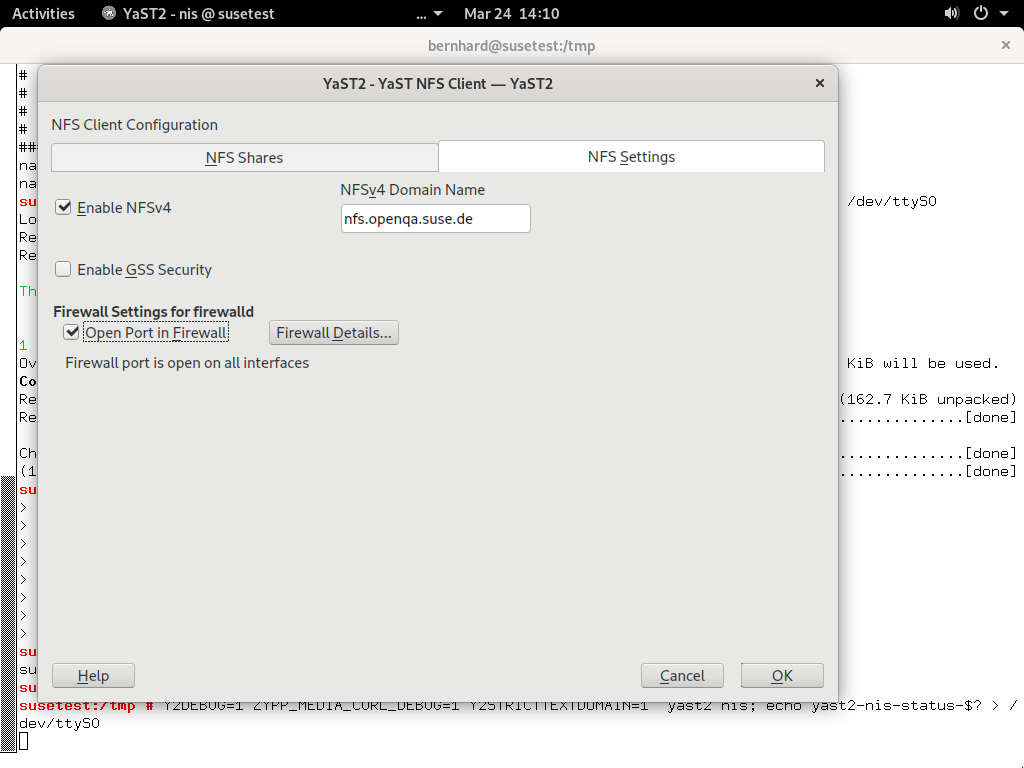 Activities YaST2 - nis @ susetest ... Mar 24 14:10
bernhard@susetest:/tmp
YaST2 - YaST NFS Client — YaST2
#
#
#
#
NFS Client Configuration
##
NFS Shares NFS Settings
na
na
NFSv4 Domain Name
su /dev/ttyS0
Enable NFSv4
Lo
nfs.openqa.suse.de
Re
Re
Enable GSS Security
Th
Firewall Settings for firewalld
Open Port in Firewall Firewall Details...
1
Firewall port is open on all interfaces
Ov KiB will be used.
Co
Re (162.7 KiB unpacked)
Re ..............[done]
Ch ..............[done]
(1 ..............[done]
su
>
>
>
>
>
>
>
>
su
su
Help Cancel OK
su
susetest:/tmp # Y2DEBUG=1 ZYPP_MEDIA_CURL_DEBUG=1 Y2STRICTTEXTDOMAIN=1 yast2 nis; echo yast2-nis-status-$? > /
dev/ttyS0